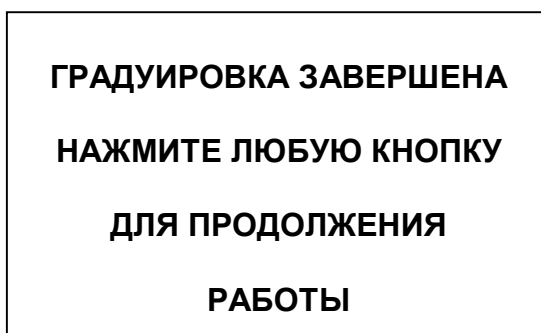 ГРАДУИРОВКА ЗАВЕРШЕНА
НАЖМИТЕ ЛЮБУЮ КНОПКУ
ДЛЯ ПРОДОЛЖЕНИЯ
РАБОТЫ